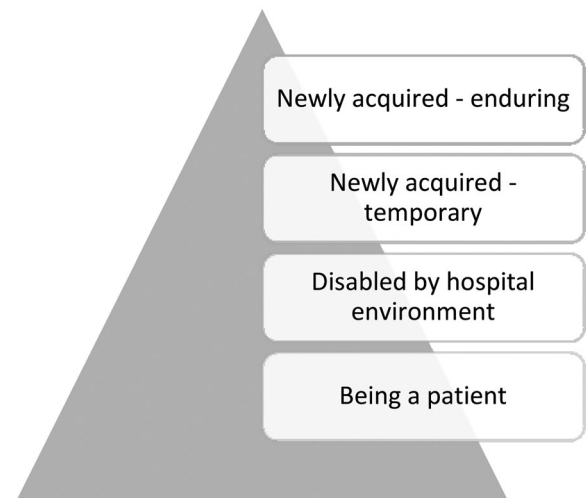 Newly acquired - enduring
Newly acquired -
temporary
Disabled by hospital
environment
Being a patient